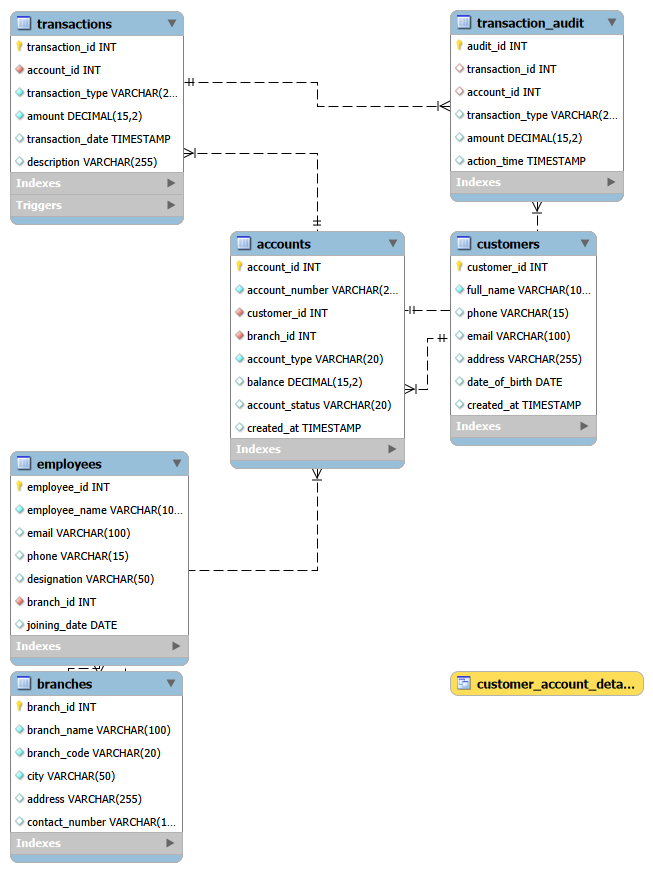 transactions
transaction_id INT
account_id INT
transaction_type VARCHAR(2...
amount DECIMAL(15,2)
transaction_date TIMESTAMP
description VARCHAR(255)
Indexes
Triggers
transaction_audit
audit_id INT
transaction_id INT
account_id INT
transaction_type VARCHAR(2...
amount DECIMAL(15,2)
action_time TIMESTAMP
Indexes
accounts
account_id INT
account_number VARCHAR(2...
customer_id INT
branch_id INT
account_type VARCHAR(20)
balance DECIMAL(15,2)
account_status VARCHAR(20)
created_at TIMESTAMP
Indexes
customers
customer_id INT
full_name VARCHAR(10...
phone VARCHAR(15)
email VARCHAR(100)
address VARCHAR(255)
date_of_birth DATE
created_at TIMESTAMP
Indexes
employees
employee_id INT
employee_name VARCHAR(10...
email VARCHAR(100)
phone VARCHAR(15)
designation VARCHAR(50)
branch_id INT
joining_date DATE
Indexes
branches
branch_id INT
branch_name VARCHAR(100)
branch_code VARCHAR(20)
city VARCHAR(50)
address VARCHAR(255)
contact_number VARCHAR(1...
Indexes
customer_account_deta...